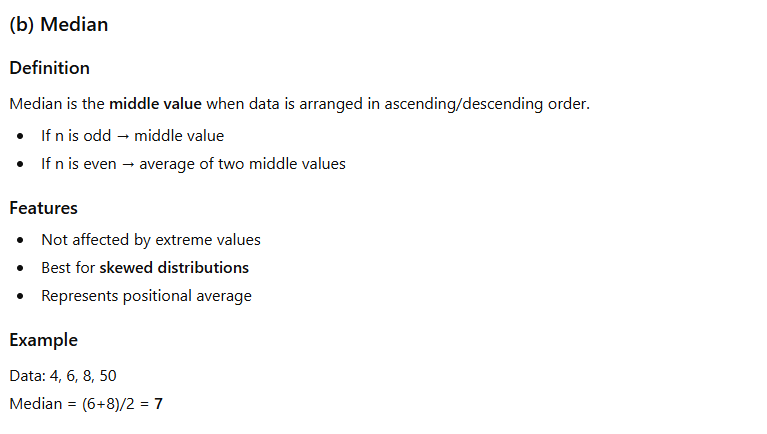 (b) Median
Definition
Median is the middle value when data is arranged in ascending/descending order.
• If n is odd → middle value
• If n is even → average of two middle values
Features
• Not affected by extreme values
• Best for skewed distributions
• Represents positional average
Example
Data: 4, 6, 8, 50
Median = (6+8)/2 = 7